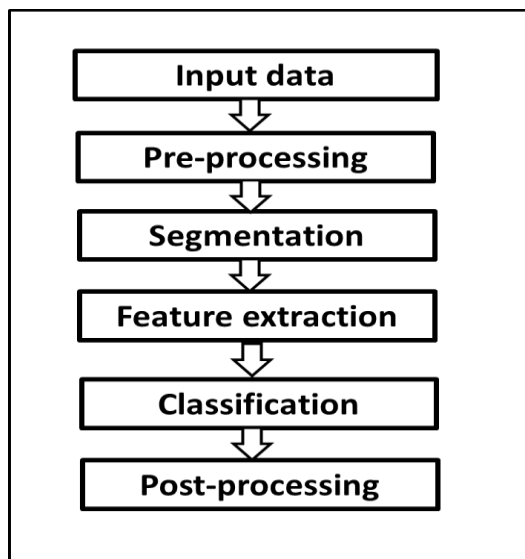 Input data
Pre-processing
Segmentation
Feature extraction
Classification
Post-processing